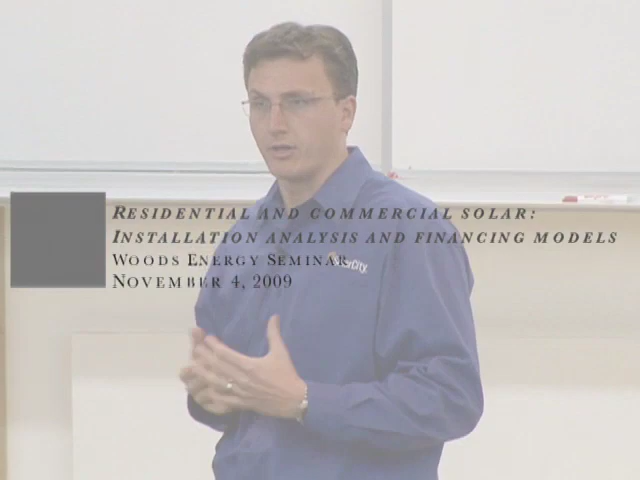 RESIDENTIAL AND COMMERCIAL SOLAR:
INSTALLATION ANALYSIS AND FINANCING MODELS
WOODS ENERGY SEMINAR
NOVEMBER 4, 2009